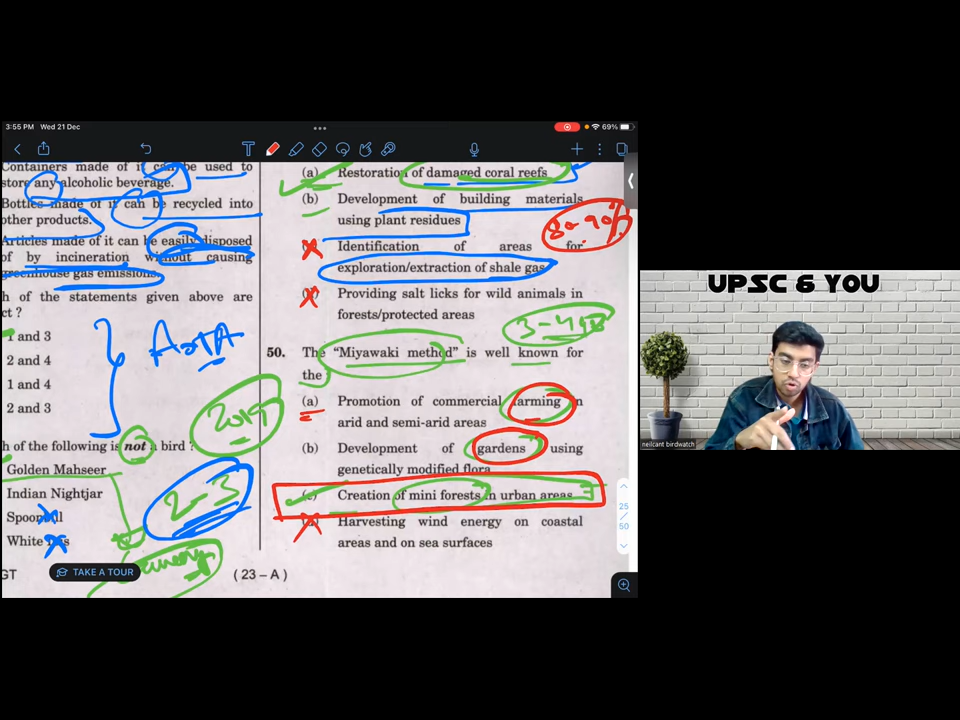 3:55 PM Wed 21 Dec
69%
Containers made of it can be used to
store any alcoholic beverage.
Bottles made of it can be recycled into
other products.
Articles made of it can be easily disposed
of by incineration without causing
greenhouse gas emissions.
h of the statements given above are
ct ?
1 and 3
2 and 4
1 and 4
2 and 3
h of the following is not a bird ?
Golden Mahseer
Indian Nightjar
Spoonbill
White Ibis
GT
TAKE A TOUR
2019
2-3
(a) Restoration of damaged coral reefs
(b) Development of building materials
using plant residues
Identification of areas for
exploration/extraction of shale gas
Providing salt licks for wild animals in
forests/protected areas
80-90%
50. The "Miyawaki method" is well known for
the
(a) Promotion of commercial farming in
arid and semi-arid areas
(b) Development of gardens using
genetically modified flora
(c) Creation of mini forests in urban areas
Harvesting wind energy on coastal
areas and on sea surfaces
( 23 – A )
25
50
UPSC & YOU
neilcant birdwatch